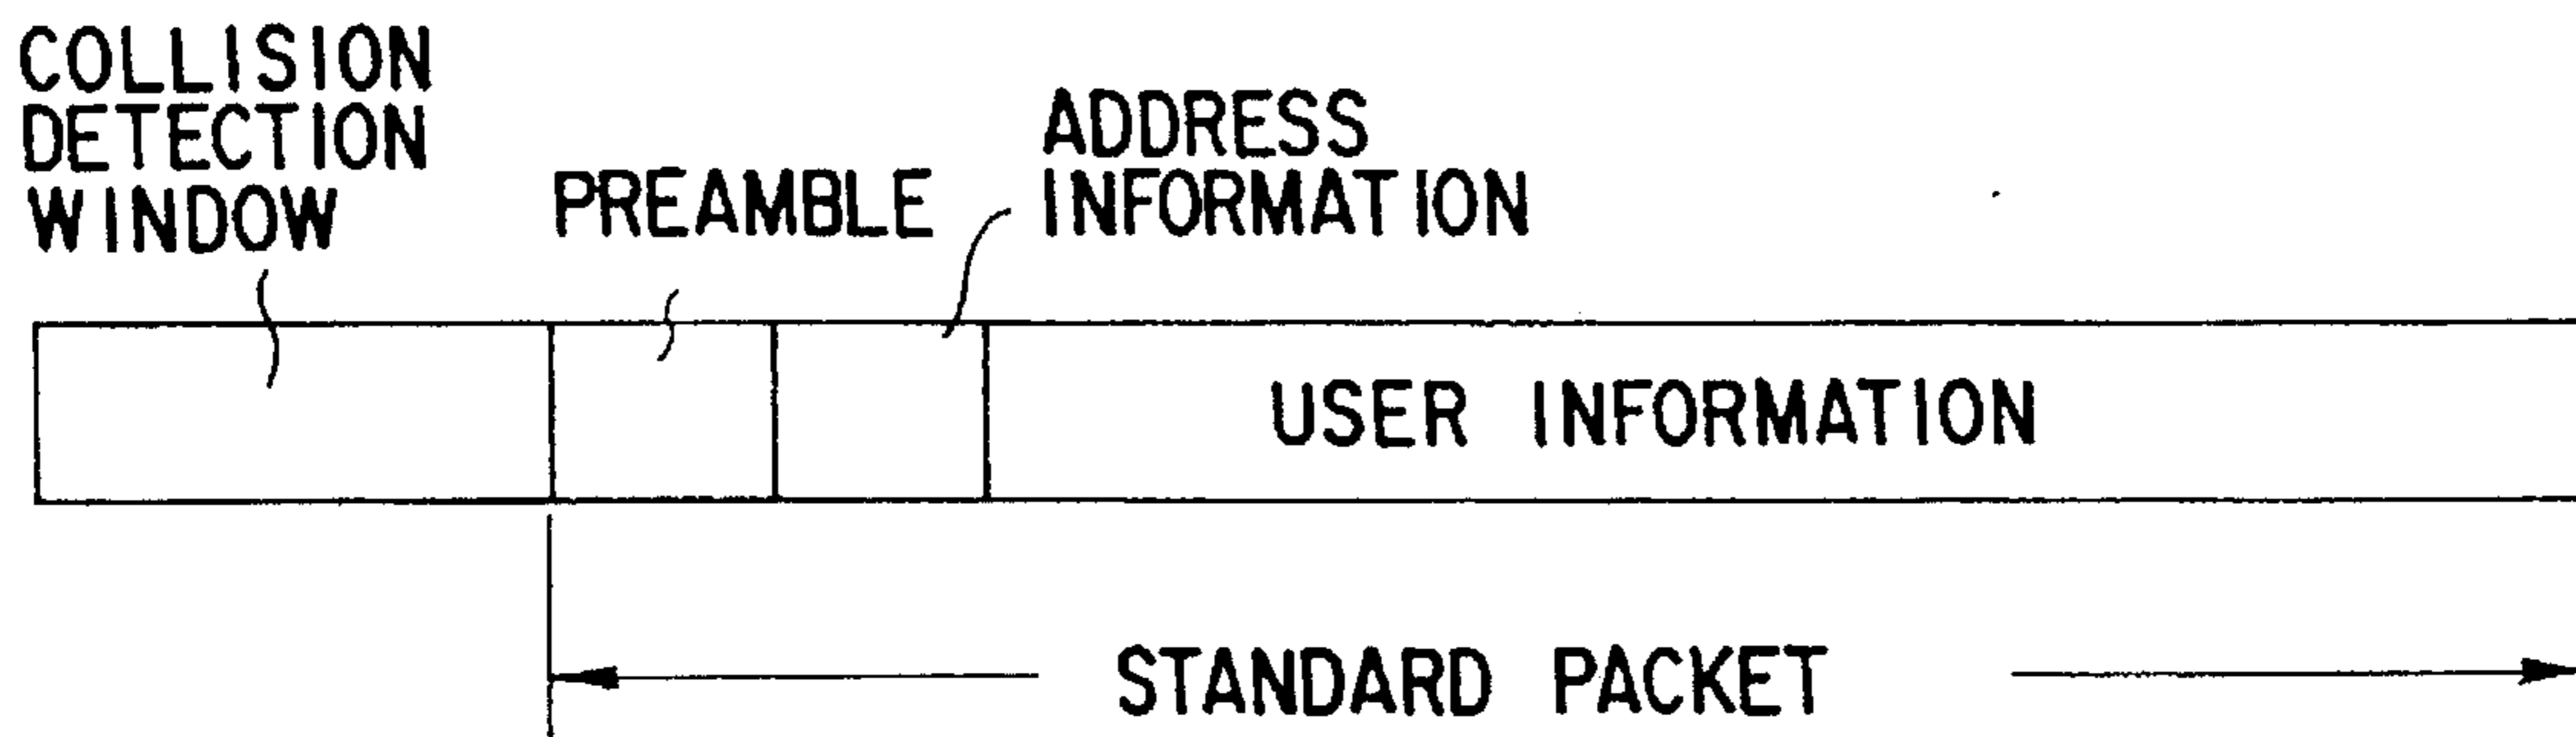 COLLISION
DETECTION
WINDOW
PREAMBLE
ADDRESS
INFORMATION
USER INFORMATION
STANDARD PACKET